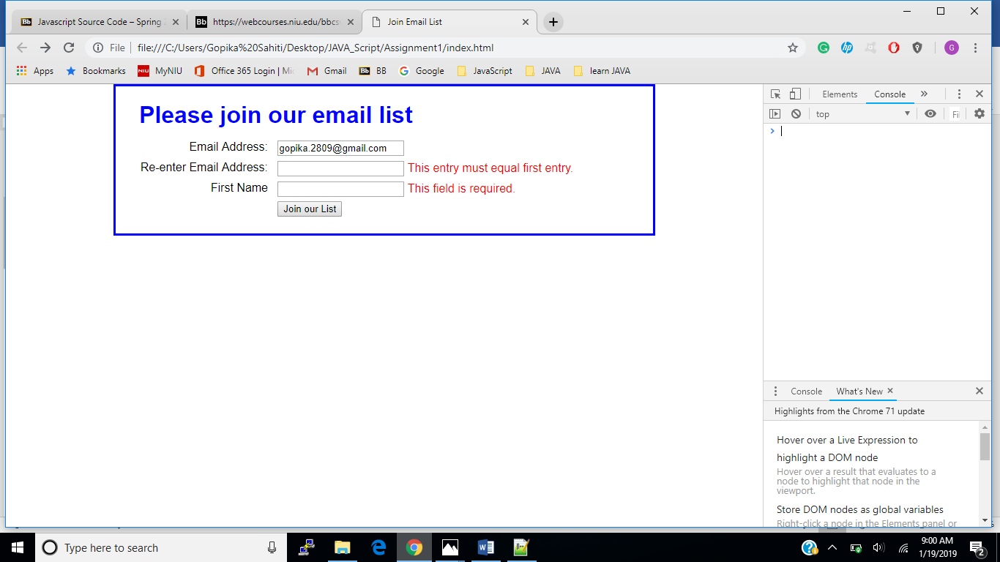 Javascript Source Code – Spring
https://webcourses.niu.edu/bbcs
Join Email List
File file:///C:/Users/Gopika%20Sahiti/Desktop/JAVA_Script/Assignment1/index.html
G
Apps Bookmarks NIU MyNIU Office 365 Login | Mic Gmail Bb BB Google JavaScript JAVA learn JAVA
Please join our email list
Email Address: gopika.2809@gmail.com
Re-enter Email Address: This entry must equal first entry.
First Name This field is required.
Join our List
Elements Console
top Fi
Console What's New
Highlights from the Chrome 71 update
Hover over a Live Expression to
highlight a DOM node
Hover over a result that evaluates to a
node to highlight that node in the
viewport.
Store DOM nodes as global variables
Right-click a node in the Elements panel or
Type here to search
9:00 AM
1/19/2019
2